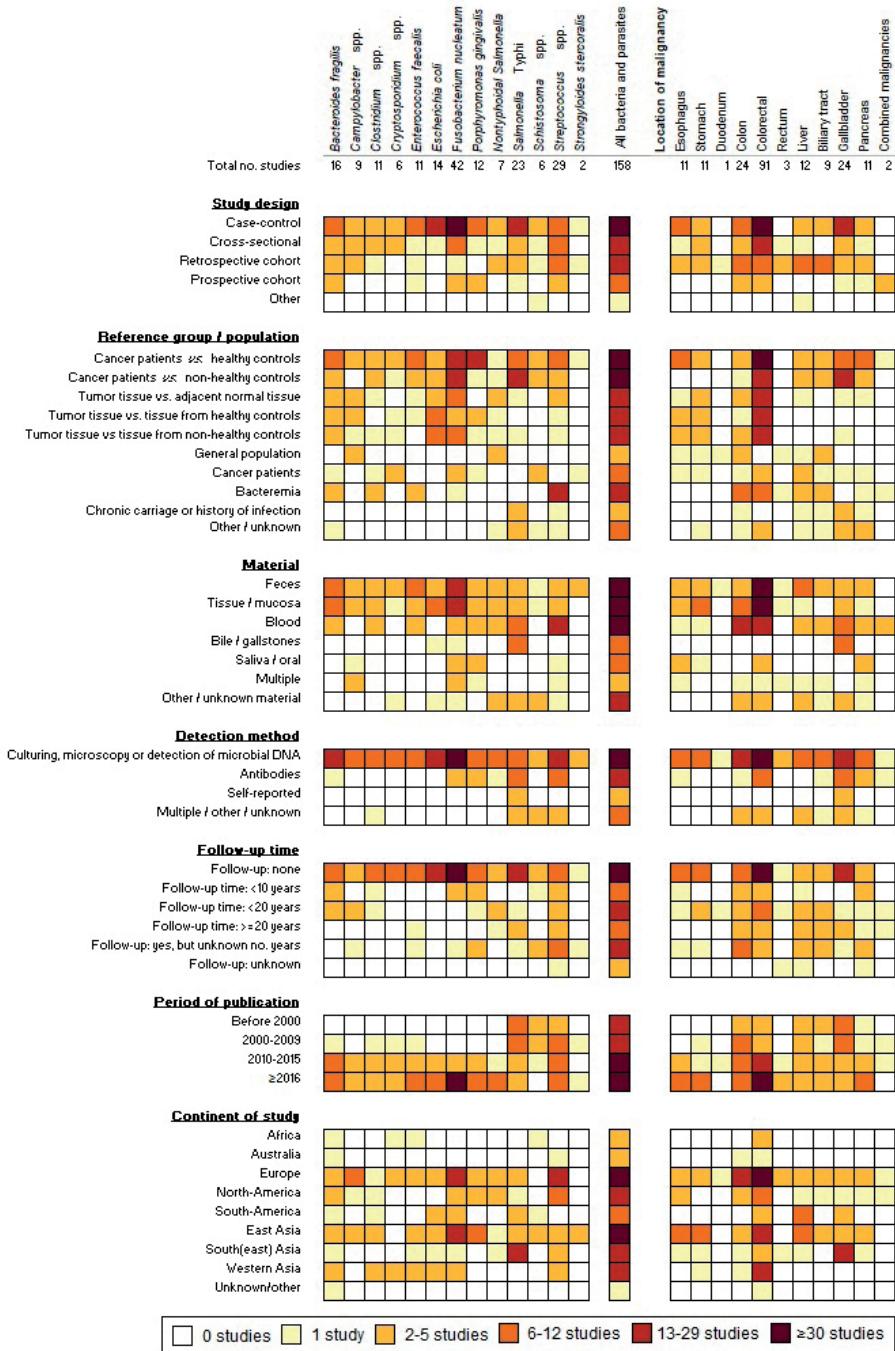 Bacteroides fragilis
Campylobacter spp.
Clostridium spp.
Cryptosporidium spp.
Enterococcus faecalis
Escherichia coli
Fusobacterium nucleatum
Porphyromonas gingivalis
Nontyphoidal Salmonella
Salmonella Typhi
Schistosoma spp.
Streptococcus spp.
Strongyloides stercoralis
All bacteria and parasites
Location of malignancy
Esophagus
Stomach
Duodenum
Colon
Colorectal
Rectum
Liver
Biliary tract
Gallbladder
Pancreas
Combined malignancies
Total no. studies 16 9 11 6 11 14 42 12 7 23 6 29 2 158 11 11 1 24 91 3 12 9 24 11 2
Study design
Case-control
Cross-sectional
Retrospective cohort
Prospective cohort
Other
Reference group / population
Cancer patients vs. healthy controls
Cancer patients vs. non-healthy controls
Tumor tissue vs. adjacent normal tissue
Tumor tissue vs. tissue from healthy controls
Tumor tissue vs tissue from non-healthy controls
General population
Cancer patients
Bacteremia
Chronic carriage or history of infection
Other / unknown
Material
Feces
Tissue / mucosa
Blood
Bile / gallstones
Saliva / oral
Multiple
Other / unknown material
Detection method
Culturing, microscopy or detection of microbial DNA
Antibodies
Self-reported
Multiple / other / unknown
Follow-up time
Follow-up: none
Follow-up time: <10 years
Follow-up time: <20 years
Follow-up time: >=20 years
Follow-up: yes, but unknown no. years
Follow-up: unknown
Period of publication
Before 2000
2000-2009
2010-2015
≥2016
Continent of study
Africa
Australia
Europe
North-America
South-America
East Asia
South(east) Asia
Western Asia
Unknown/other
0 studies 1 study 2-5 studies 6-12 studies 13-29 studies ≥30 studies